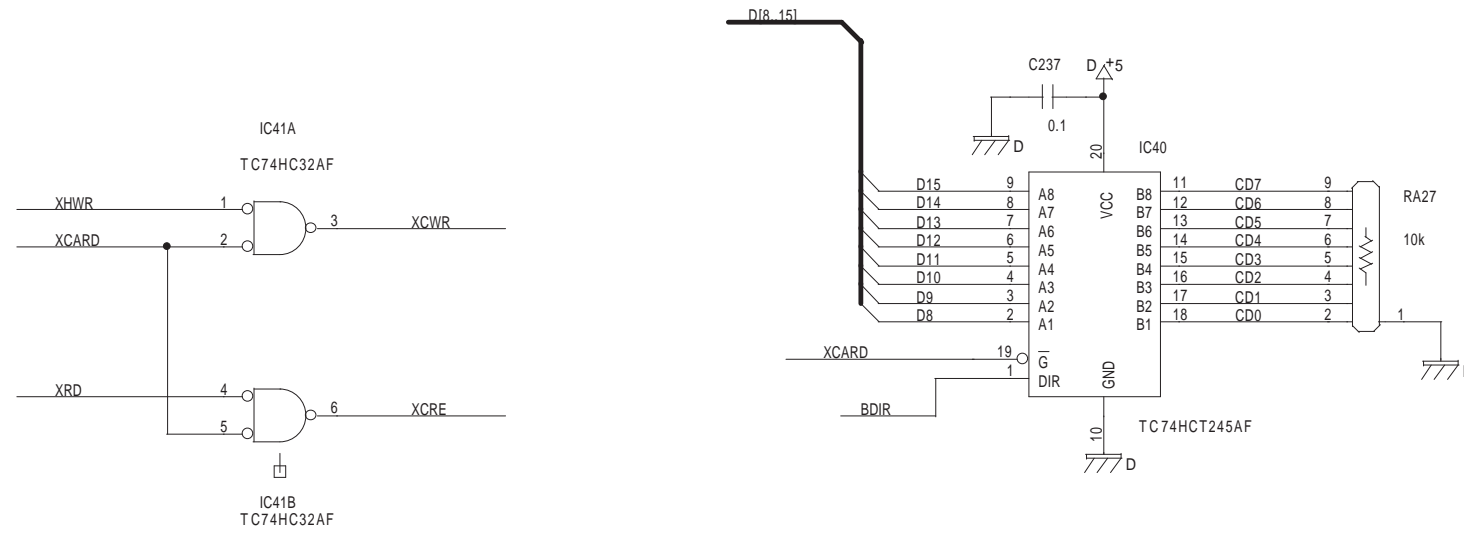 D[8..15]
C237
D +5
0.1
D
IC41A
TC74HC32AF
XHWR 1
XCARD 2
3 XCWR
XRD 4
5
6 XCRE
IC41B
TC74HC32AF
20
IC40
VCC
D15 9 A8 B8 11 CD7 9
D14 8 A7 B7 12 CD6 8
D13 7 A6 B6 13 CD5 7
D12 6 A5 B5 14 CD4 6
D11 5 A4 B4 15 CD3 5
D10 4 A3 B3 16 CD2 4
D9 3 A2 B2 17 CD1 3
D8 2 A1 B1 18 CD0 2
RA27
10k
1
XCARD 19 G
1 DIR
BDIR
GND
10
D
TC74HCT245AF